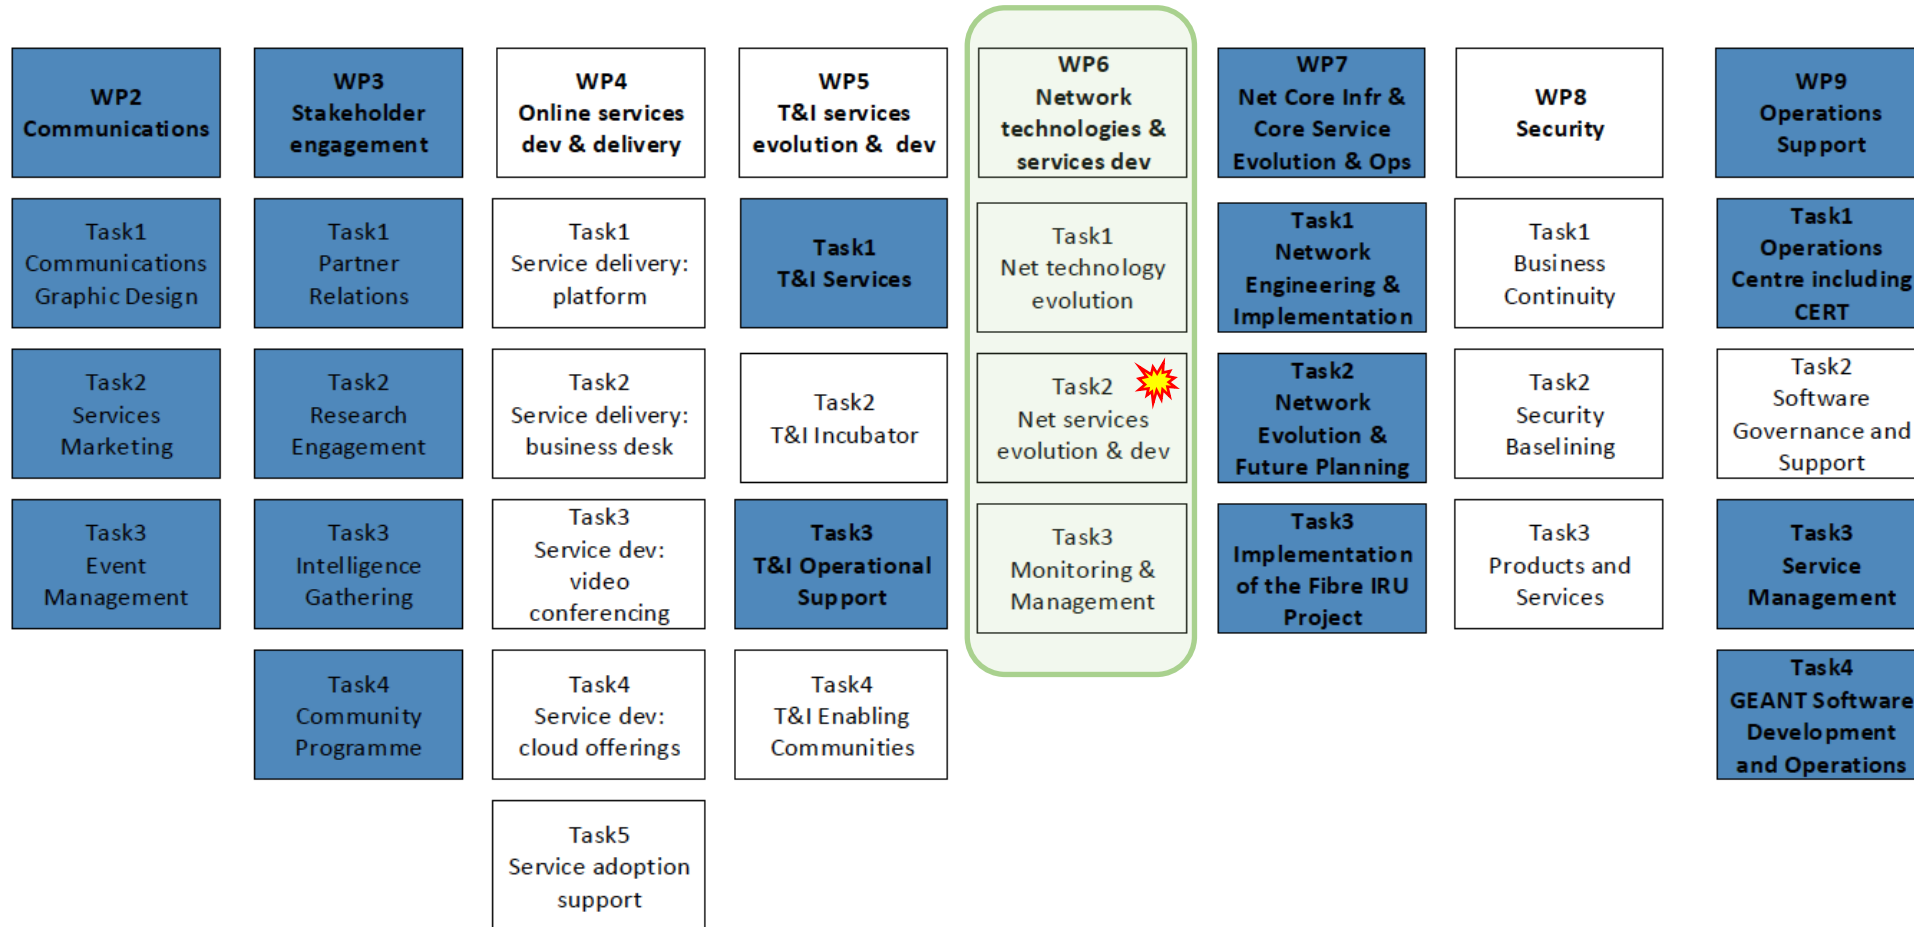 WP2
Communications
WP3
Stakeholder
engagement
WP4
Online services
dev & delivery
WP5
T&I services
evolution & dev
WP6
Network
technologies &
services dev
WP7
Net Core Infr &
Core Service
Evolution & Ops
WP8
Security
WP9
Operations
Support
Task1
Communications
Graphic Design
Task1
Partner
Relations
Task1
Service delivery:
platform
Task1
T&I Services
Task1
Net technology
evolution
Task1
Network
Engineering &
Implementation
Task1
Business
Continuity
Task1
Operations
Centre including
CERT
Task2
Services
Marketing
Task2
Research
Engagement
Task2
Service delivery:
business desk
Task2
T&I Incubator
Task2
Net services
evolution & dev
Task2
Network
Evolution &
Future Planning
Task2
Security
Baselining
Task2
Software
Governance and
Support
Task3
Event
Management
Task3
Intelligence
Gathering
Task3
Service dev:
video
conferencing
Task3
T&I Operational
Support
Task3
Monitoring &
Management
Task3
Implementation
of the Fibre IRU
Project
Task3
Products and
Services
Task3
Service
Management
Task4
Community
Programme
Task4
Service dev:
cloud offerings
Task4
T&I Enabling
Communities
Task4
GEANT Software
Development
and Operations
Task5
Service adoption
support